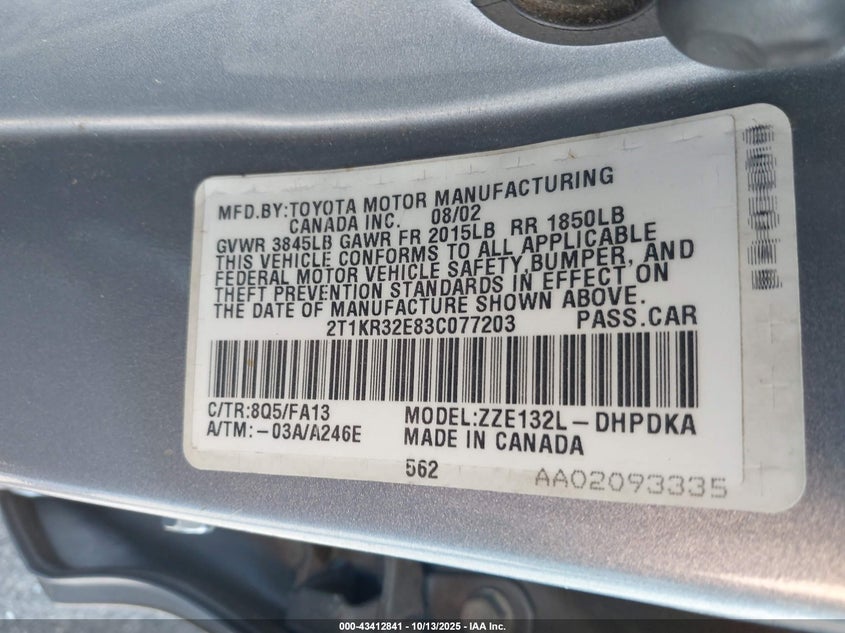 MFD.BY:TOYOTA MOTOR MANUFACTURING
CANADA INC. 08/02
GVWR 3845LB GAWR FR 2015LB RR 1850LB
THIS VEHICLE CONFORMS TO ALL APPLICABLE
FEDERAL MOTOR VEHICLE SAFETY,BUMPER, AND
THEFT PREVENTION STANDARDS IN EFFECT ON
THE DATE OF MANUFACTURE SHOWN ABOVE.
2T1KR32E83C077203 PASS.CAR
C/TR:8Q5/FA13 MODEL:ZZE132L-DHPDKA
A/TM:-03A/A246E MADE IN CANADA
562 AA02093335
000-43412841 - 10/13/2025 - IAA Inc.